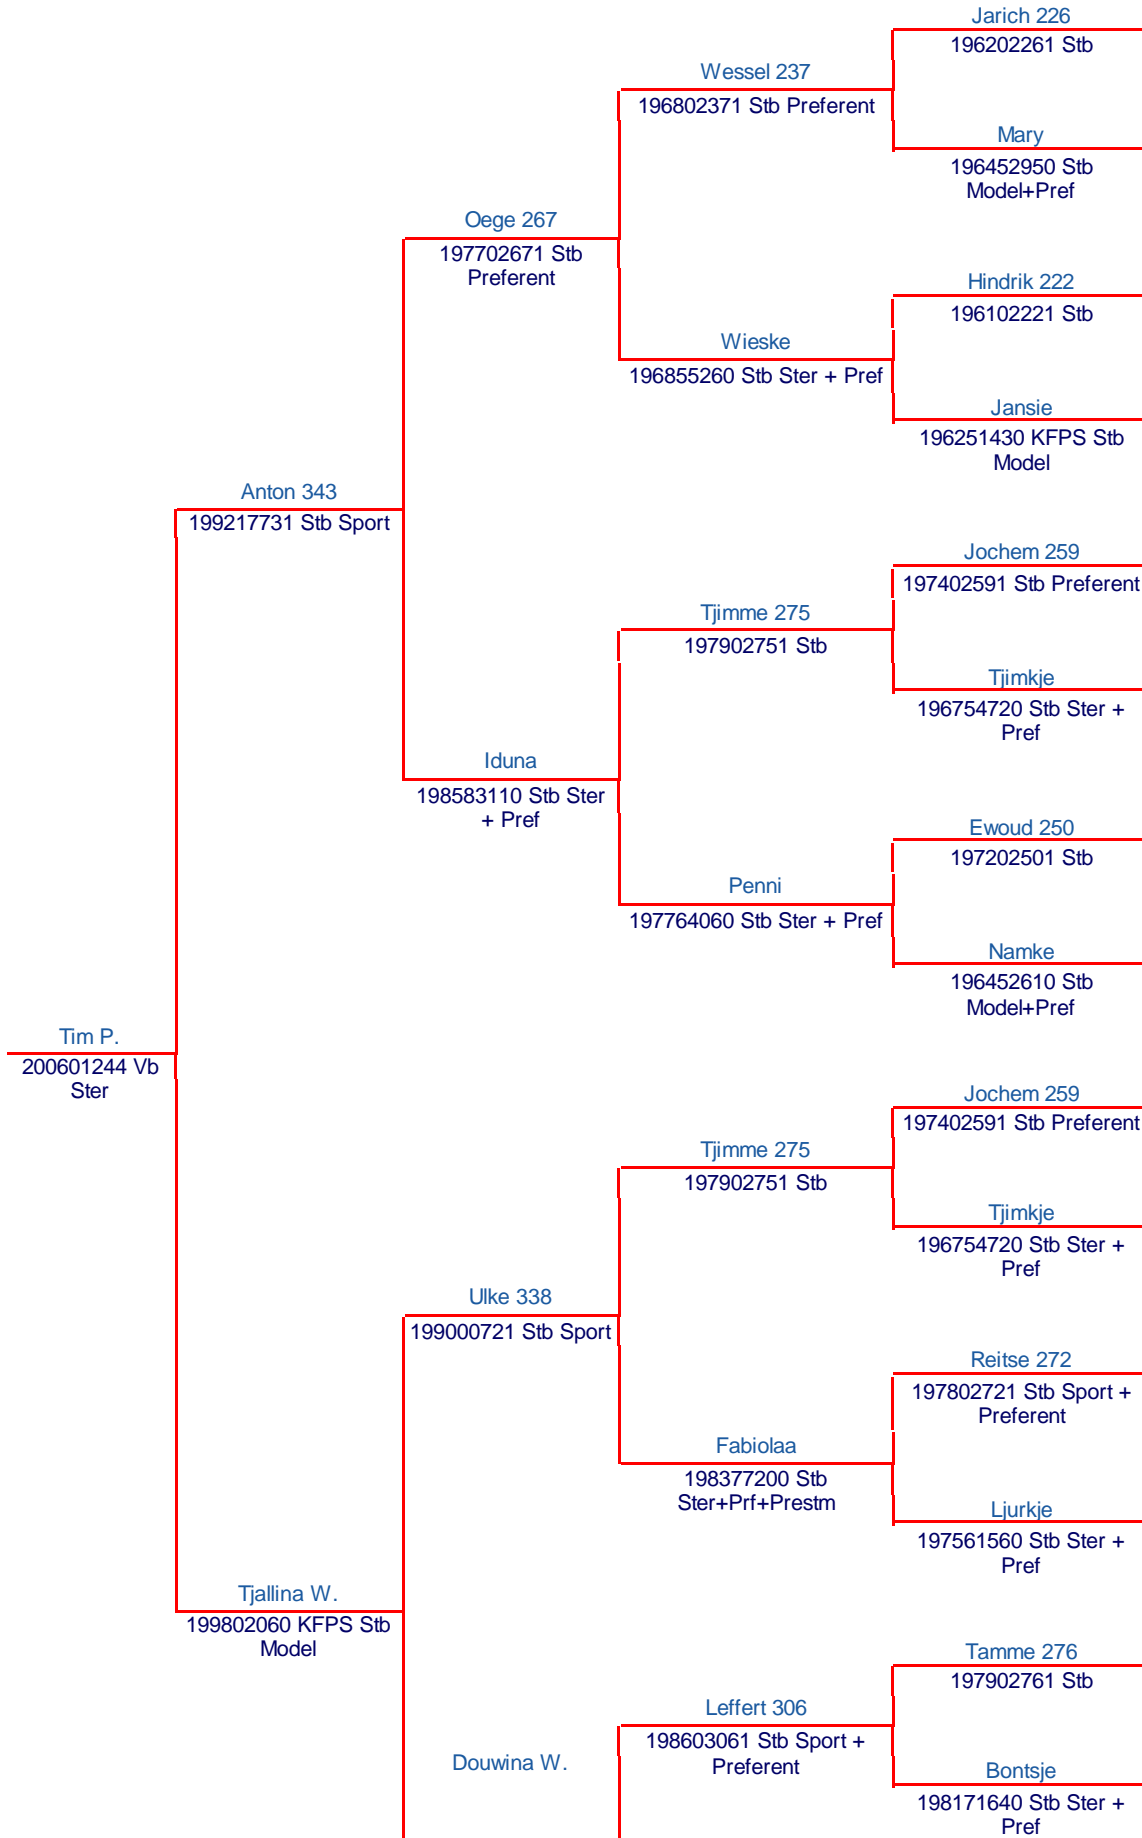 Jarich 226
196202261 Stb
Wessel 237
196802371 Stb Preferent
Mary
196452950 Stb
Model+Pref
Oege 267
197702671 Stb
Preferent
Hindrik 222
196102221 Stb
Wieske
196855260 Stb Ster + Pref
Jansie
196251430 KFPS Stb
Model
Anton 343
199217731 Stb Sport
Jochem 259
197402591 Stb Preferent
Tjimme 275
197902751 Stb
Tjimkje
196754720 Stb Ster +
Pref
Iduna
198583110 Stb Ster
+ Pref
Ewoud 250
197202501 Stb
Penni
197764060 Stb Ster + Pref
Namke
196452610 Stb
Model+Pref
Tim P.
200601244 Vb
Ster
Jochem 259
197402591 Stb Preferent
Tjimme 275
197902751 Stb
Tjimkje
196754720 Stb Ster +
Pref
Ulke 338
199000721 Stb Sport
Reitse 272
197802721 Stb Sport +
Preferent
Fabiolaa
198377200 Stb
Ster+Prf+Prestm
Ljurkje
197561560 Stb Ster +
Pref
Tjallina W.
199802060 KFPS Stb
Model
Tamme 276
197902761 Stb
Leffert 306
198603061 Stb Sport +
Preferent
Douwina W.
Bontsje
198171640 Stb Ster +
Pref